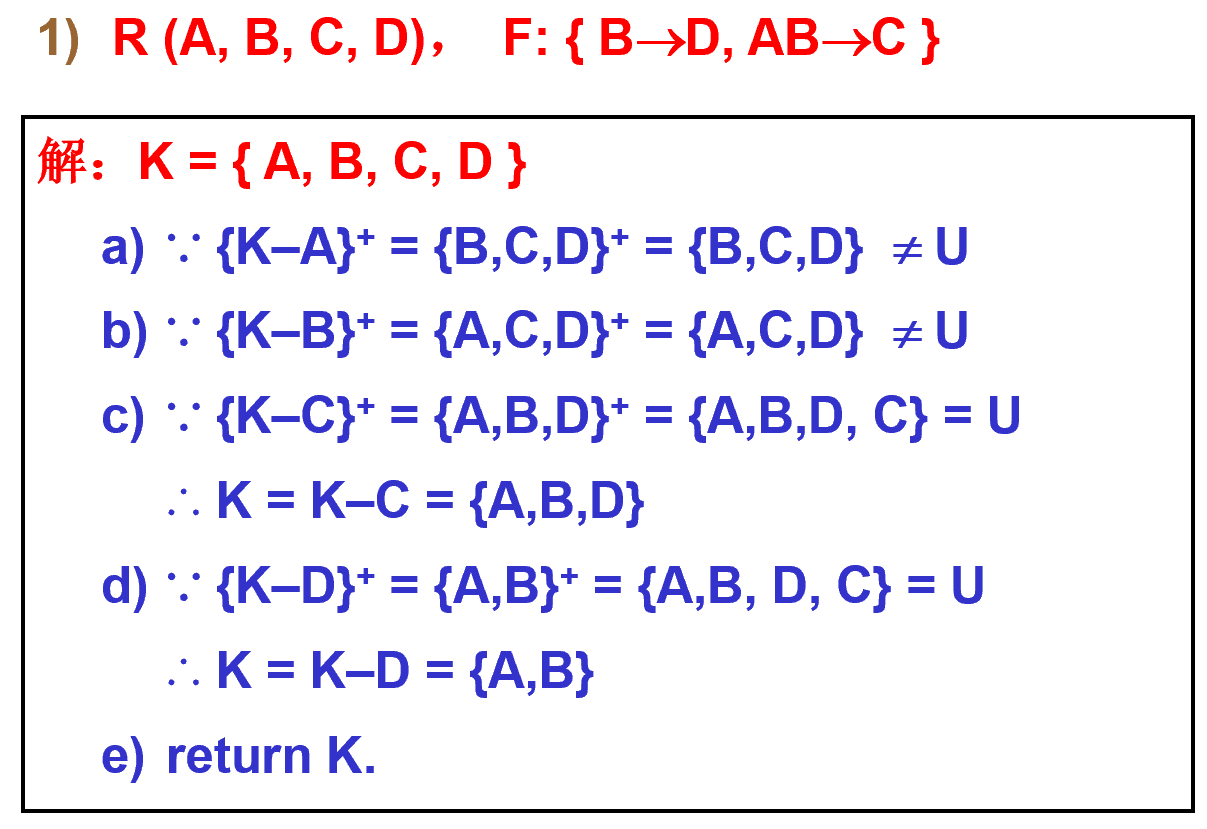 1) R (A, B, C, D)， F: { B→D, AB→C }
解：K = { A, B, C, D }
a) ∵ {K–A}⁺ = {B,C,D}⁺ = {B,C,D} ≠ U
b) ∵ {K–B}⁺ = {A,C,D}⁺ = {A,C,D} ≠ U
c) ∵ {K–C}⁺ = {A,B,D}⁺ = {A,B,D, C} = U
∴ K = K–C = {A,B,D}
d) ∵ {K–D}⁺ = {A,B}⁺ = {A,B, D, C} = U
∴ K = K–D = {A,B}
e) return K.